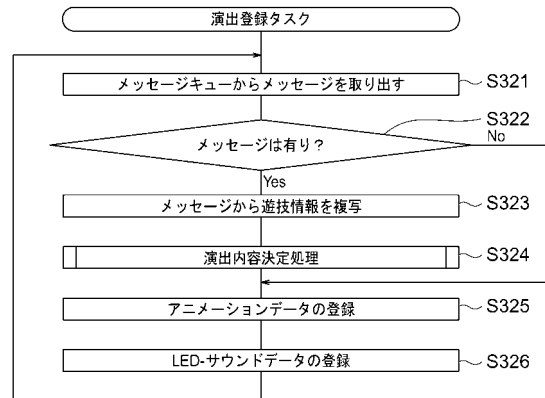 演出登録タスク
メッセージキューからメッセージを取り出す
S321
S322
メッセージは有り?
No
Yes
メッセージから遊技情報を複写
S323
演出内容決定処理
S324
アニメーションデータの登録
S325
LED-サウンドデータの登録
S326